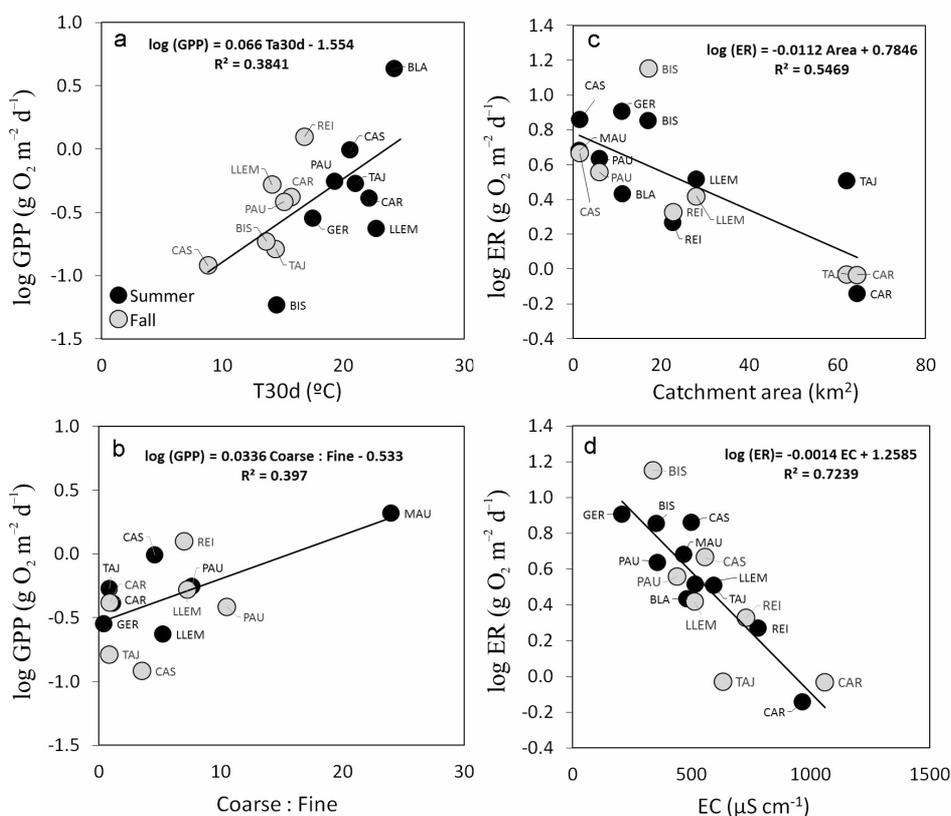 a
log (GPP) = 0.066 Ta30d - 1.554
R² = 0.3841
log GPP (g O₂ m⁻² d⁻¹)
1.0
0.5
0.0
-0.5
-1.0
-1.5
BLA
REI
CAS
LLEM
PAU
CAR
TAJ
PAU
CAR
BIS
GER
LLEM
CAS
TAJ
BIS
Summer
Fall
0
10
20
30
T30d (ºC)
c
log (ER) = -0.0112 Area + 0.7846
R² = 0.5469
log ER (g O₂ m⁻² d⁻¹)
1.4
1.2
1.0
0.8
0.6
0.4
0.2
0.0
-0.2
-0.4
BIS
CAS
GER
BIS
MAU
PAU
PAU
LLEM
TAJ
BLA
CAS
REI
LLEM
REI
TAJ
CAR
CAR
0
20
40
60
80
Catchment area (km²)
b
log (GPP) = 0.0336 Coarse : Fine - 0.533
R² = 0.397
log GPP (g O₂ m⁻² d⁻¹)
1.0
0.5
0.0
-0.5
-1.0
-1.5
MAU
CAS
REI
TAJ
PAU
CAR
CAR
LLEM
PAU
GER
LLEM
TAJ
CAS
0
10
20
30
Coarse : Fine
d
log (ER)= -0.0014 EC + 1.2585
R² = 0.7239
log ER (g O₂ m⁻² d⁻¹)
1.4
1.2
1.0
0.8
0.6
0.4
0.2
0.0
-0.2
-0.4
BIS
GER
BIS
CAS
MAU
PAU
CAS
PAU
LLEM
BLA
TAJ
LLEM
REI
REI
TAJ
CAR
CAR
0
500
1000
1500
EC (µS cm⁻¹)